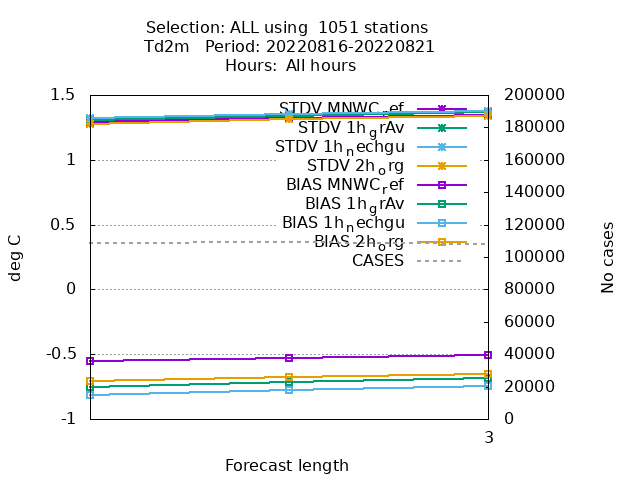 Selection: ALL using  1051 stations
Td2m   Period: 20220816-20220821
Hours:  All hours
1.5
1
0.5
0
-0.5
-1
deg C
STDV MNWC_ref
STDV 1h_grAv
STDV 1h_nechgu
STDV 2h_org
BIAS MNWC_ref
BIAS 1h_grAv
BIAS 1h_nechgu
BIAS 2h_org
CASES
200000
180000
160000
140000
120000
100000
80000
60000
40000
20000
0
No cases
3
Forecast length